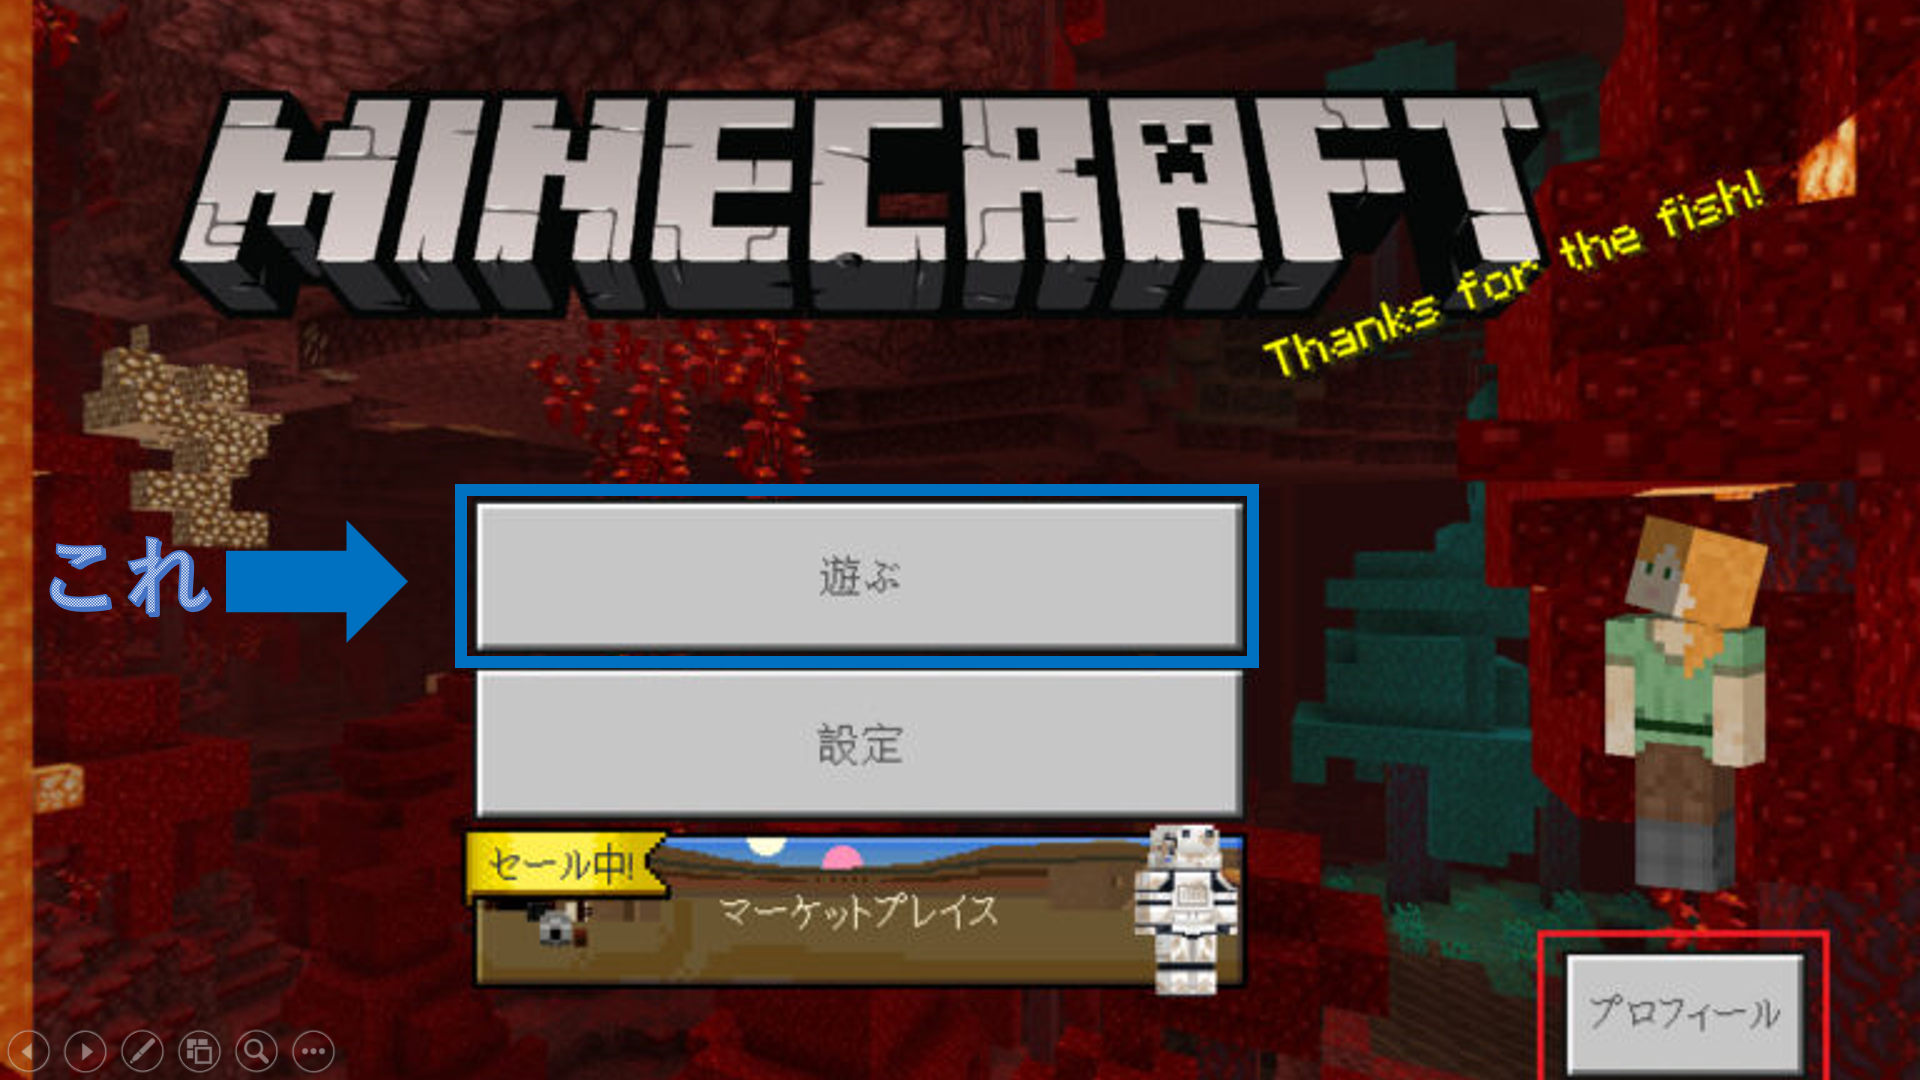 MINECRAFT
Thanks for the fish!
これ
遊ぶ
設定
セール中!
マーケットプレイス
プロフィール